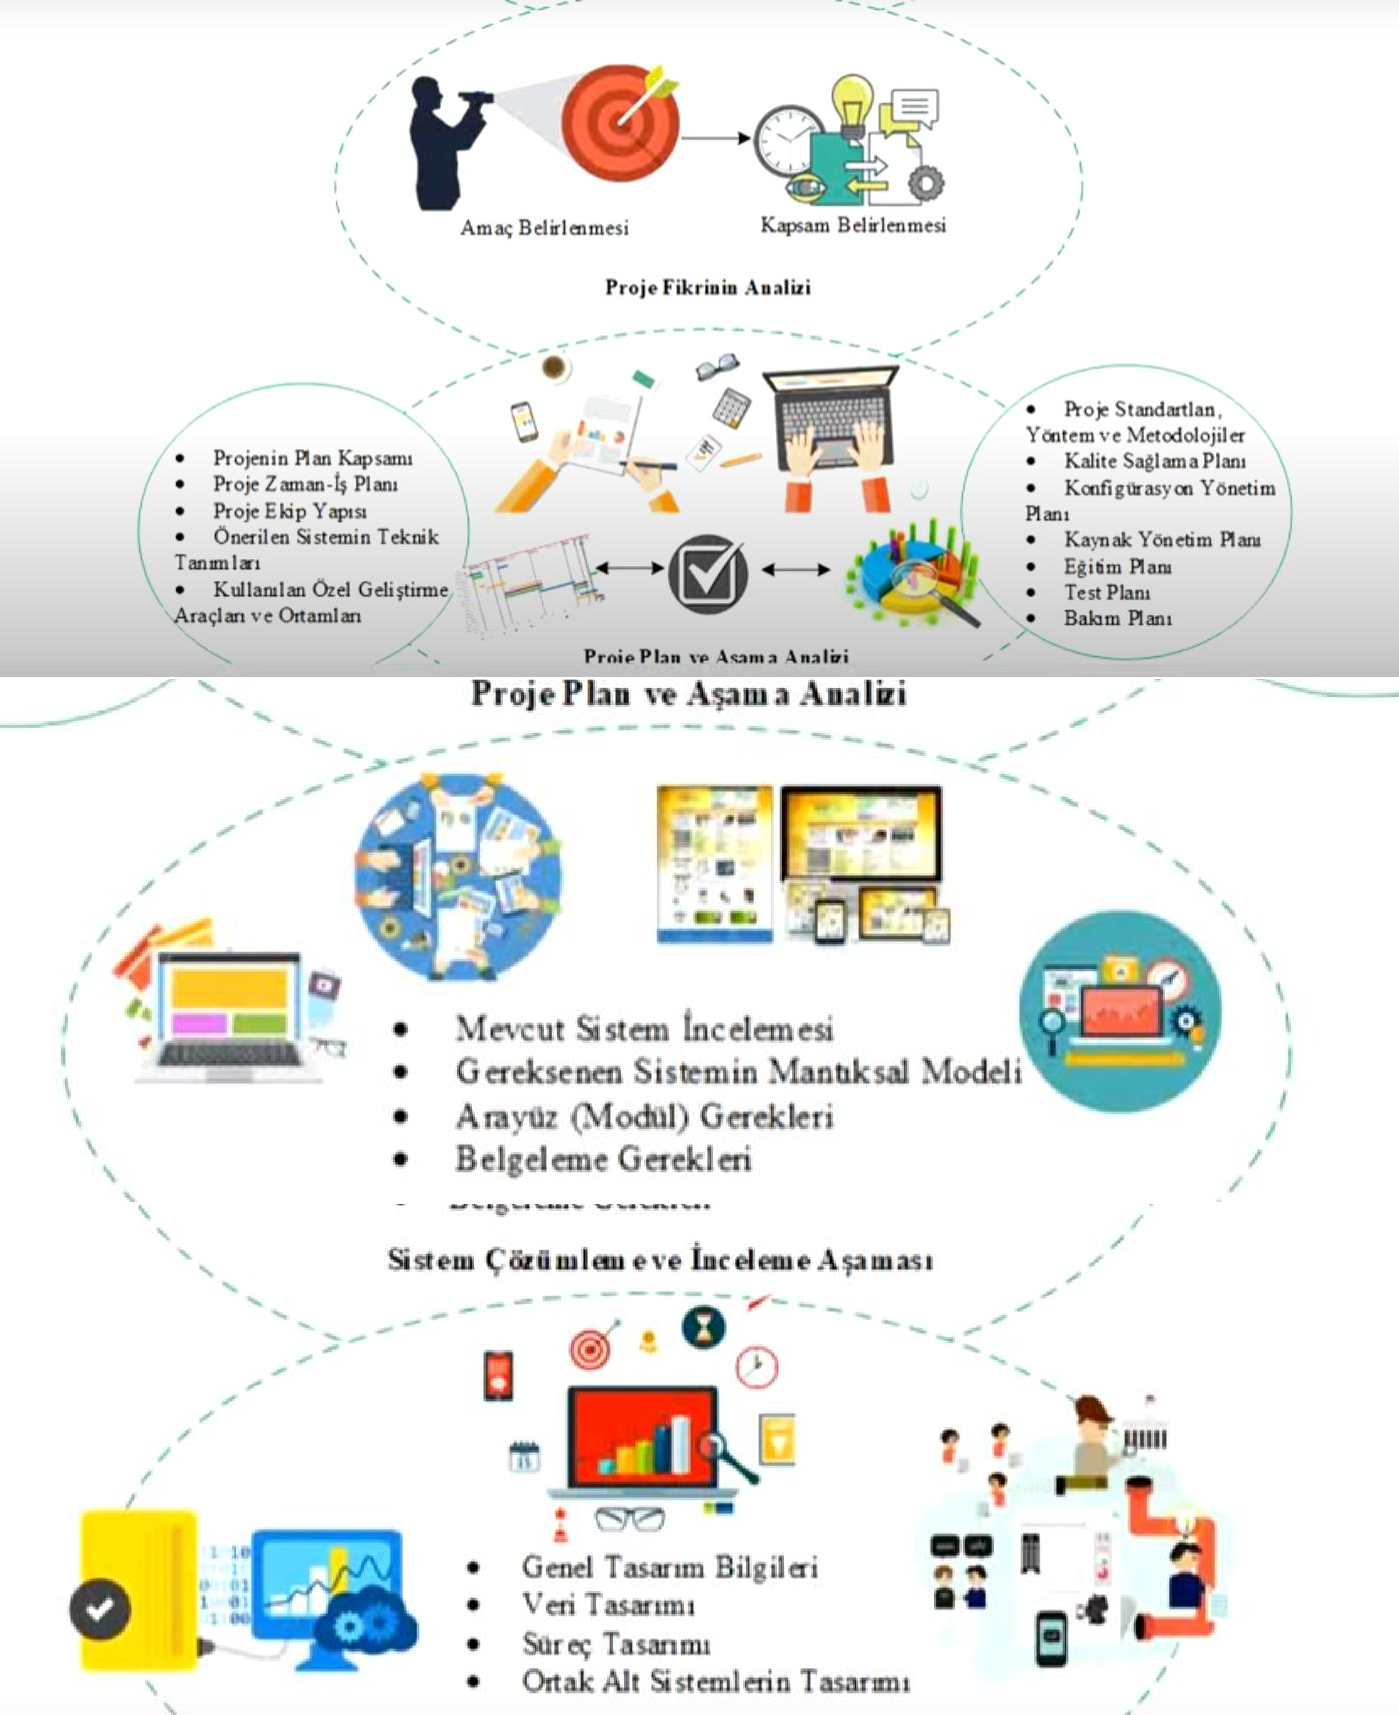 Amaç Belirlenmesi
Kapsam Belirlenmesi
Proje Fikrinin Analizi
• Projenin Plan Kapsamı
• Proje Zaman-İş Planı
• Proje Ekip Yapısı
• Önerilen Sistemin Teknik
Tanımları
• Kullanılan Özel Geliştirme
Araçları ve Ortamları
• Proje Standartları,
Yöntem ve Metodolojiler
• Kalite Sağlama Planı
• Konfigürasyon Yönetim
Planı
• Kaynak Yönetim Planı
• Eğitim Planı
• Test Planı
• Bakım Planı
Proje Plan ve Aşama Analizi
Proje Plan ve Aşama Analizi
• Mevcut Sistem İncelemesi
• Gereksenen Sistemin Mantıksal Modeli
• Arayüz (Modül) Gerekleri
• Belgeleme Gerekleri
Sistem Çözümleme ve İnceleme Aşaması
• Genel Tasarım Bilgileri
• Veri Tasarımı
• Süreç Tasarımı
• Ortak Alt Sistemlerin Tasarımı